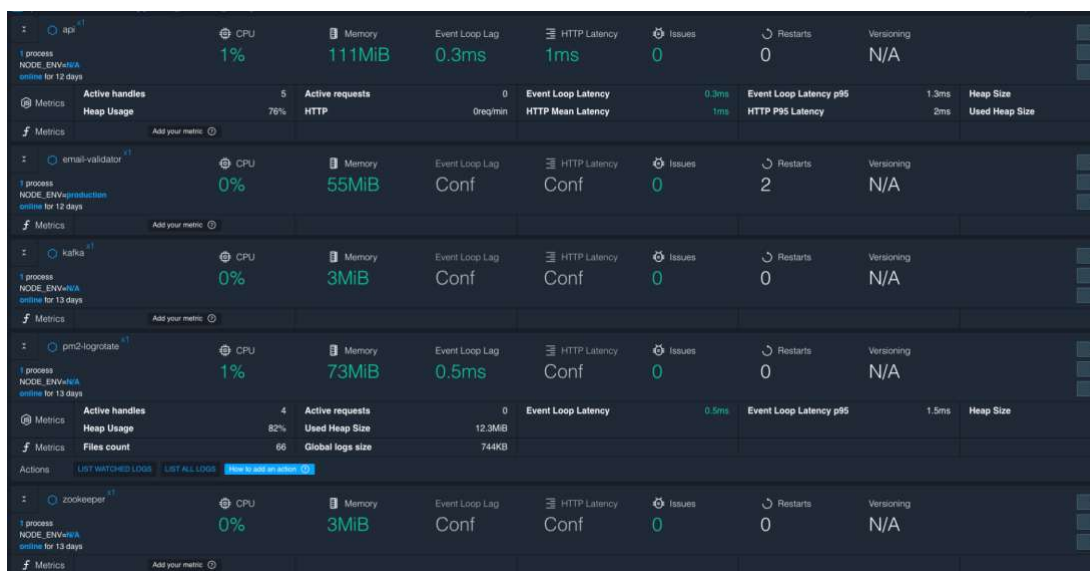 api x1
CPU Memory Event Loop Lag HTTP Latency Issues Restarts Versioning
1 process 1% 111MiB 0.3ms 1ms 0 0 N/A
NODE_ENV=N/A
online for 12 days
Metrics Active handles 5 Active requests 0 Event Loop Latency 0.3ms Event Loop Latency p95 1.3ms Heap Size
Heap Usage 76% HTTP 0req/min HTTP Mean Latency 1ms HTTP P95 Latency 2ms Used Heap Size
Metrics Add your metric
email-validator x1
CPU Memory Event Loop Lag HTTP Latency Issues Restarts Versioning
1 process 0% 55MiB Conf Conf 0 2 N/A
NODE_ENV=production
online for 12 days
Metrics Add your metric
kafka x1
CPU Memory Event Loop Lag HTTP Latency Issues Restarts Versioning
1 process 0% 3MiB Conf Conf 0 0 N/A
NODE_ENV=N/A
online for 13 days
Metrics Add your metric
pm2-logrotate x1
CPU Memory Event Loop Lag HTTP Latency Issues Restarts Versioning
1 process 1% 73MiB 0.5ms Conf 0 0 N/A
NODE_ENV=N/A
online for 13 days
Metrics Active handles 4 Active requests 0 Event Loop Latency 0.5ms Event Loop Latency p95 1.5ms Heap Size
Heap Usage 82% Used Heap Size 12.3MiB
Metrics Files count 66 Global logs size 744KB
Actions LIST WATCHED LOGS LIST ALL LOGS How to add an action
zookeeper x1
CPU Memory Event Loop Lag HTTP Latency Issues Restarts Versioning
1 process 0% 3MiB Conf Conf 0 0 N/A
NODE_ENV=N/A
online for 13 days
Metrics Add your metric